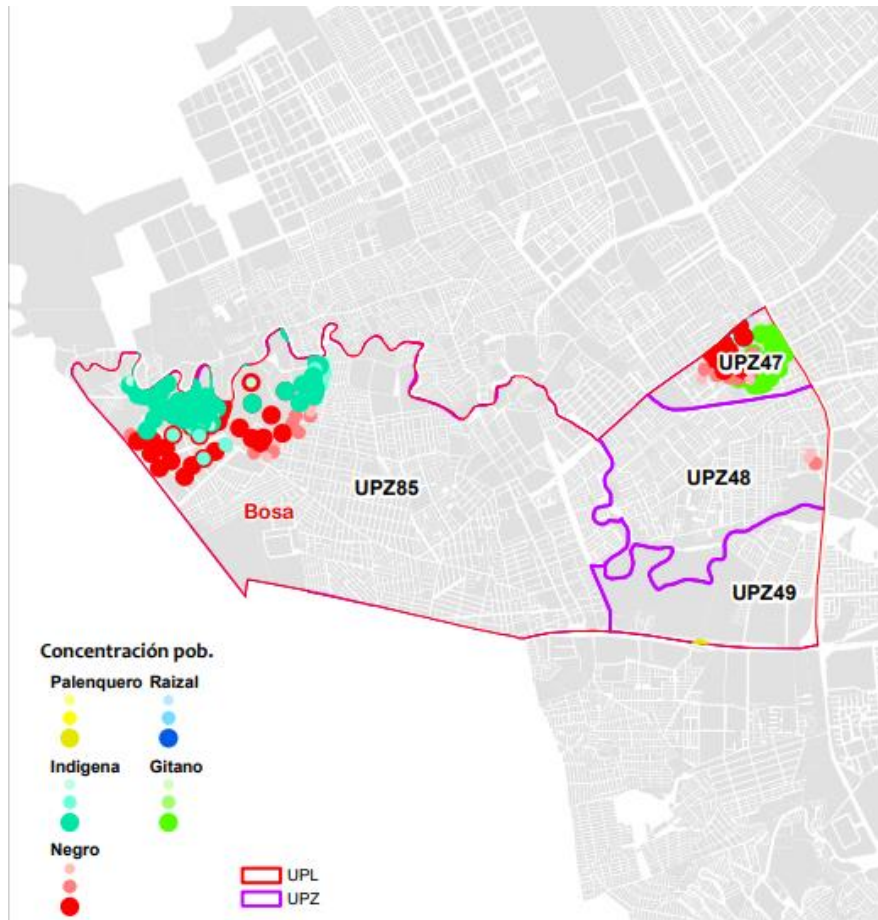 UPZ47
UPZ85
UPZ48
Bosa
UPZ49
Concentración pob.
Palenquero Raizal
Indigena Gitano
Negro
UPL
UPZ